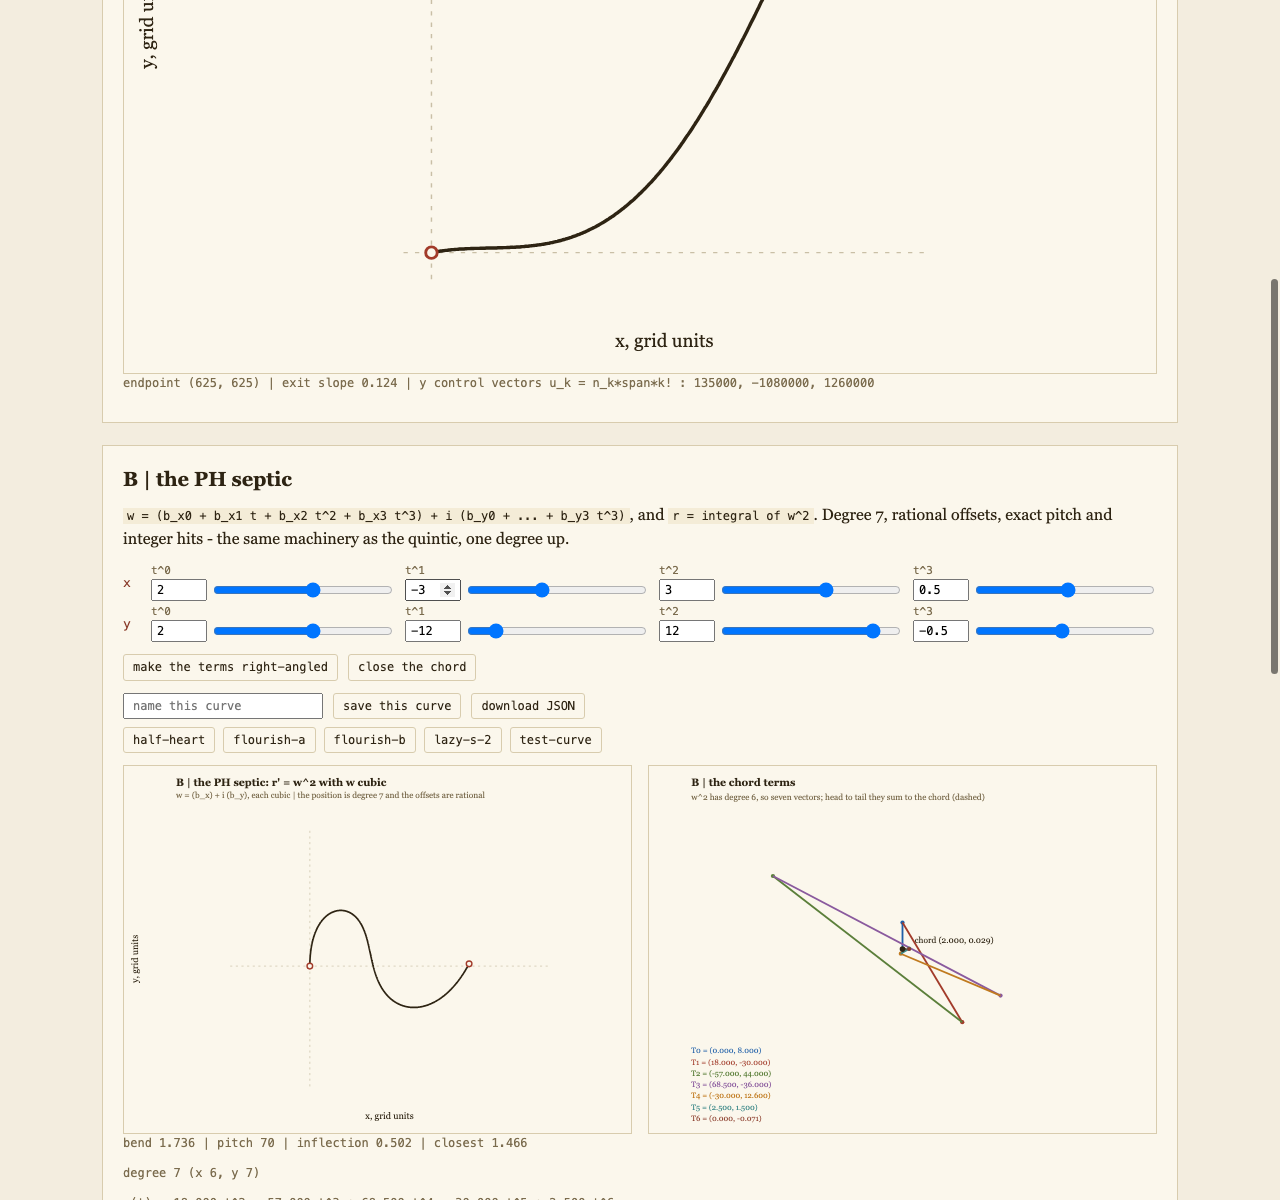 y, grid u
x, grid units
endpoint (625, 625) | exit slope 0.124 | y control vectors u_k = n_k*span*k! : 135000, −1080000, 1260000
B | the PH septic
w = (b_x0 + b_x1 t + b_x2 t^2 + b_x3 t^3) + i (b_y0 + ... + b_y3 t^3), and r = integral of w^2. Degree 7, rational offsets, exact pitch and
integer hits - the same machinery as the quintic, one degree up.
t^0 t^1 t^2 t^3
x 2 −3 3 0.5
t^0 t^1 t^2 t^3
y 2 −12 12 −0.5
make the terms right−angled close the chord
name this curve save this curve download JSON
half−heart flourish−a flourish−b lazy−s−2 test−curve
B | the PH septic: r' = w^2 with w cubic
w = (b_x) + i (b_y), each cubic | the position is degree 7 and the offsets are rational
y, grid units
x, grid units
B | the chord terms
w^2 has degree 6, so seven vectors; head to tail they sum to the chord (dashed)
chord (2.000, 0.029)
T0 = (0.000, 8.000)
T1 = (18.000, -30.000)
T2 = (-57.000, 44.000)
T3 = (68.500, -36.000)
T4 = (-30.000, 12.600)
T5 = (2.500, 1.500)
T6 = (0.000, -0.071)
bend 1.736 | pitch 70 | inflection 0.502 | closest 1.466
degree 7 (x 6, y 7)